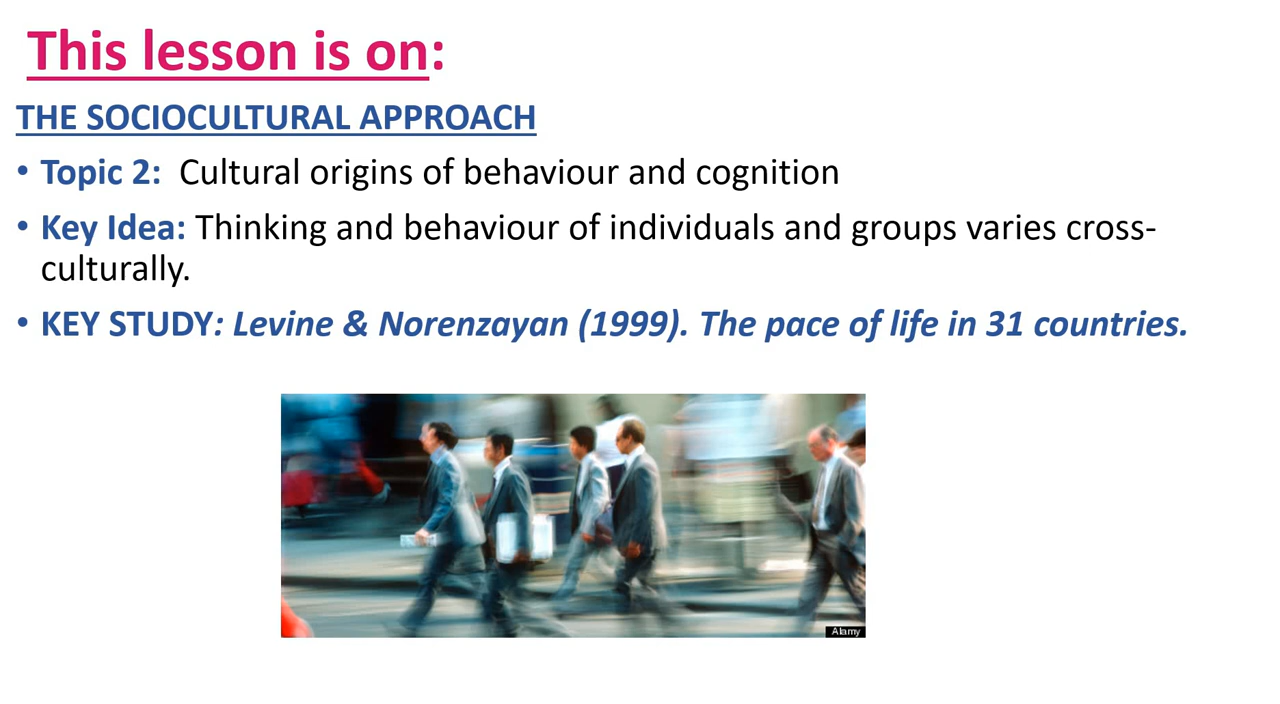 This lesson is on:
THE SOCIOCULTURAL APPROACH
• Topic 2: Cultural origins of behaviour and cognition
• Key Idea: Thinking and behaviour of individuals and groups varies cross-
culturally.
• KEY STUDY: Levine & Norenzayan (1999). The pace of life in 31 countries.
Alamy